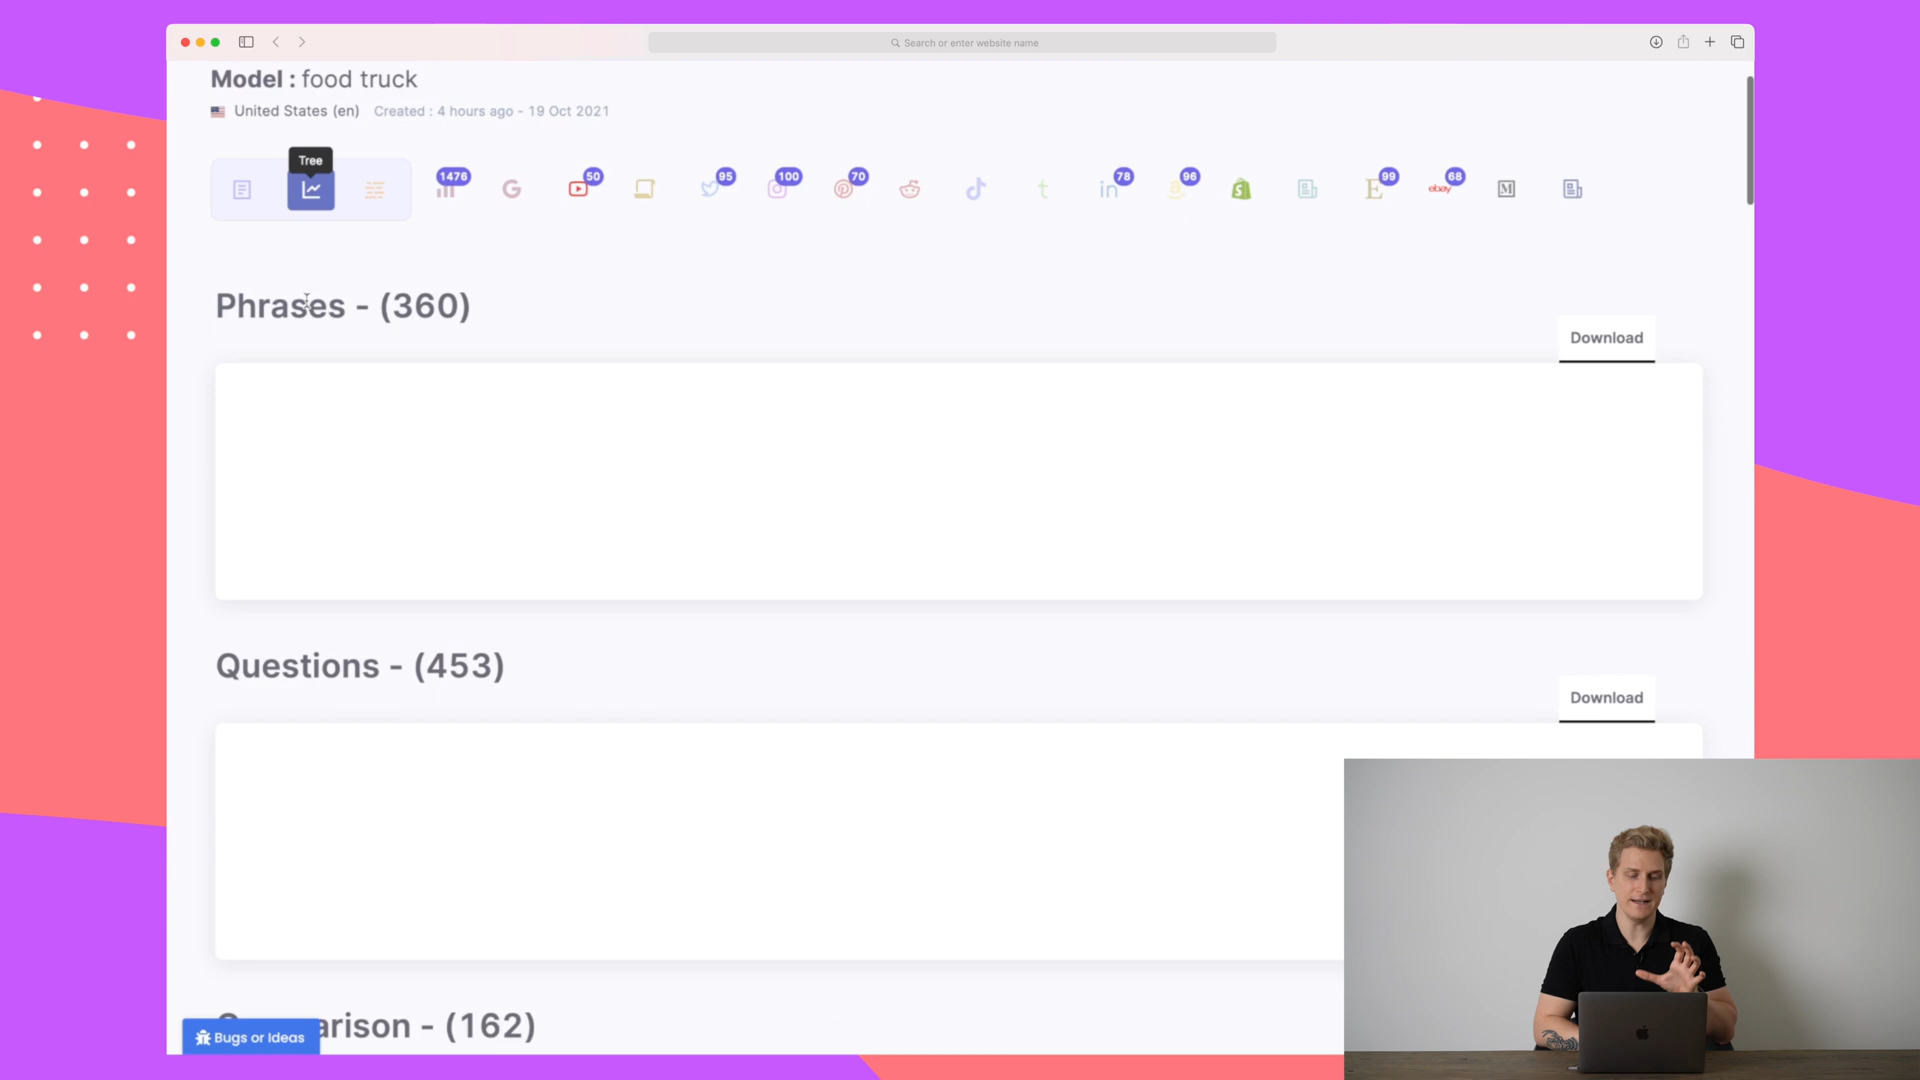 Search or enter website name
Model : food truck
United States (en) Created : 4 hours ago - 19 Oct 2021
Tree
1476 50 95 100 70 78 96 99 68
G t in a E ebay M
Phrases - (360)
Download
Questions - (453)
Download
arison - (162)
Bugs or Ideas